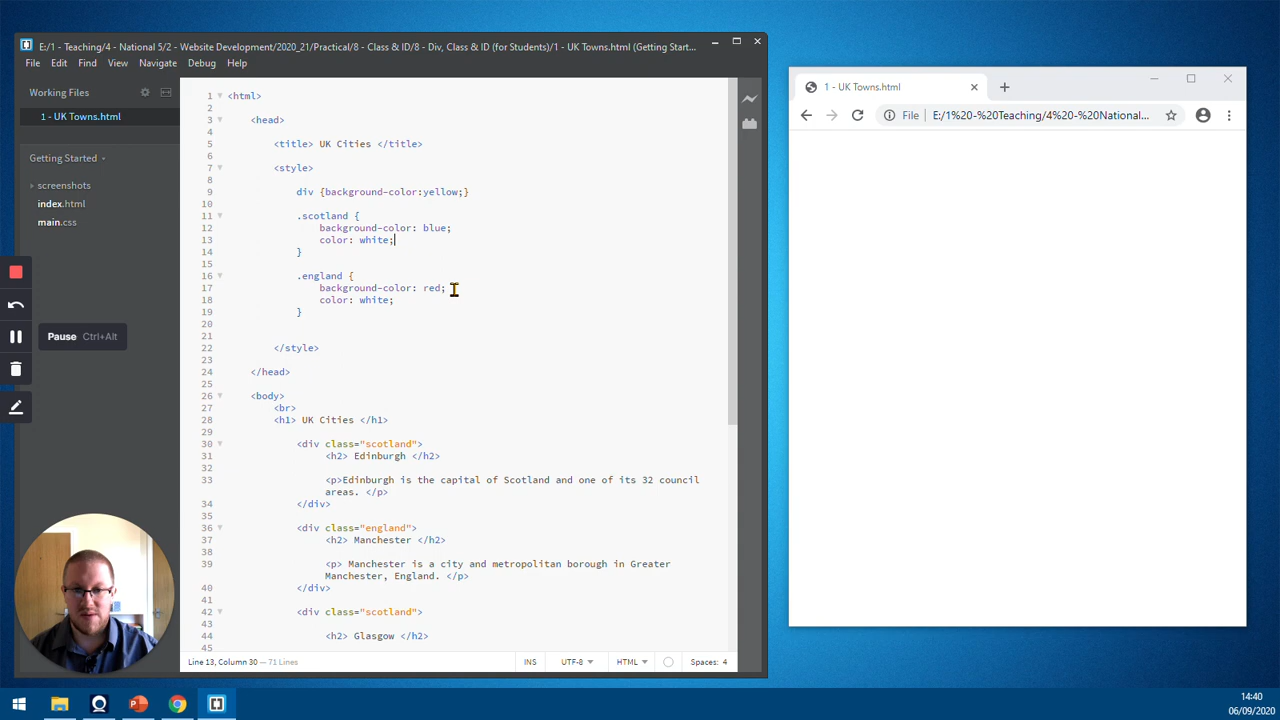 E:/1 - Teaching/4 - National 5/2 - Website Development/2020_21/Practical/8 - Class & ID/8 - Div, Class & ID (for Students)/1 - UK Towns.html (Getting Start...
File Edit Find View Navigate Debug Help
Working Files
1 - UK Towns.html
Getting Started
screenshots
index.html
main.css
Pause Ctrl+Alt
1 <html>
2
3 <head>
4
5 <title> UK Cities </title>
6
7 <style>
8
9 div {background-color:yellow;}
10
11 .scotland {
12 background-color: blue;
13 color: white;
14 }
15
16 .england {
17 background-color: red;
18 color: white;
19 }
20
21
22 </style>
23
24 </head>
25
26 <body>
27 <br>
28 <h1> UK Cities </h1>
29
30 <div class="scotland">
31 <h2> Edinburgh </h2>
32
33 <p>Edinburgh is the capital of Scotland and one of its 32 council
areas. </p>
34 </div>
35
36 <div class="england">
37 <h2> Manchester </h2>
38
39 <p> Manchester is a city and metropolitan borough in Greater
Manchester, England. </p>
40 </div>
41
42 <div class="scotland">
43
44 <h2> Glasgow </h2>
45
Line 13, Column 30 — 71 Lines
INS UTF-8 HTML Spaces: 4
1 - UK Towns.html
File E:/1%20-%20Teaching/4%20-%20National...
14:40
06/09/2020